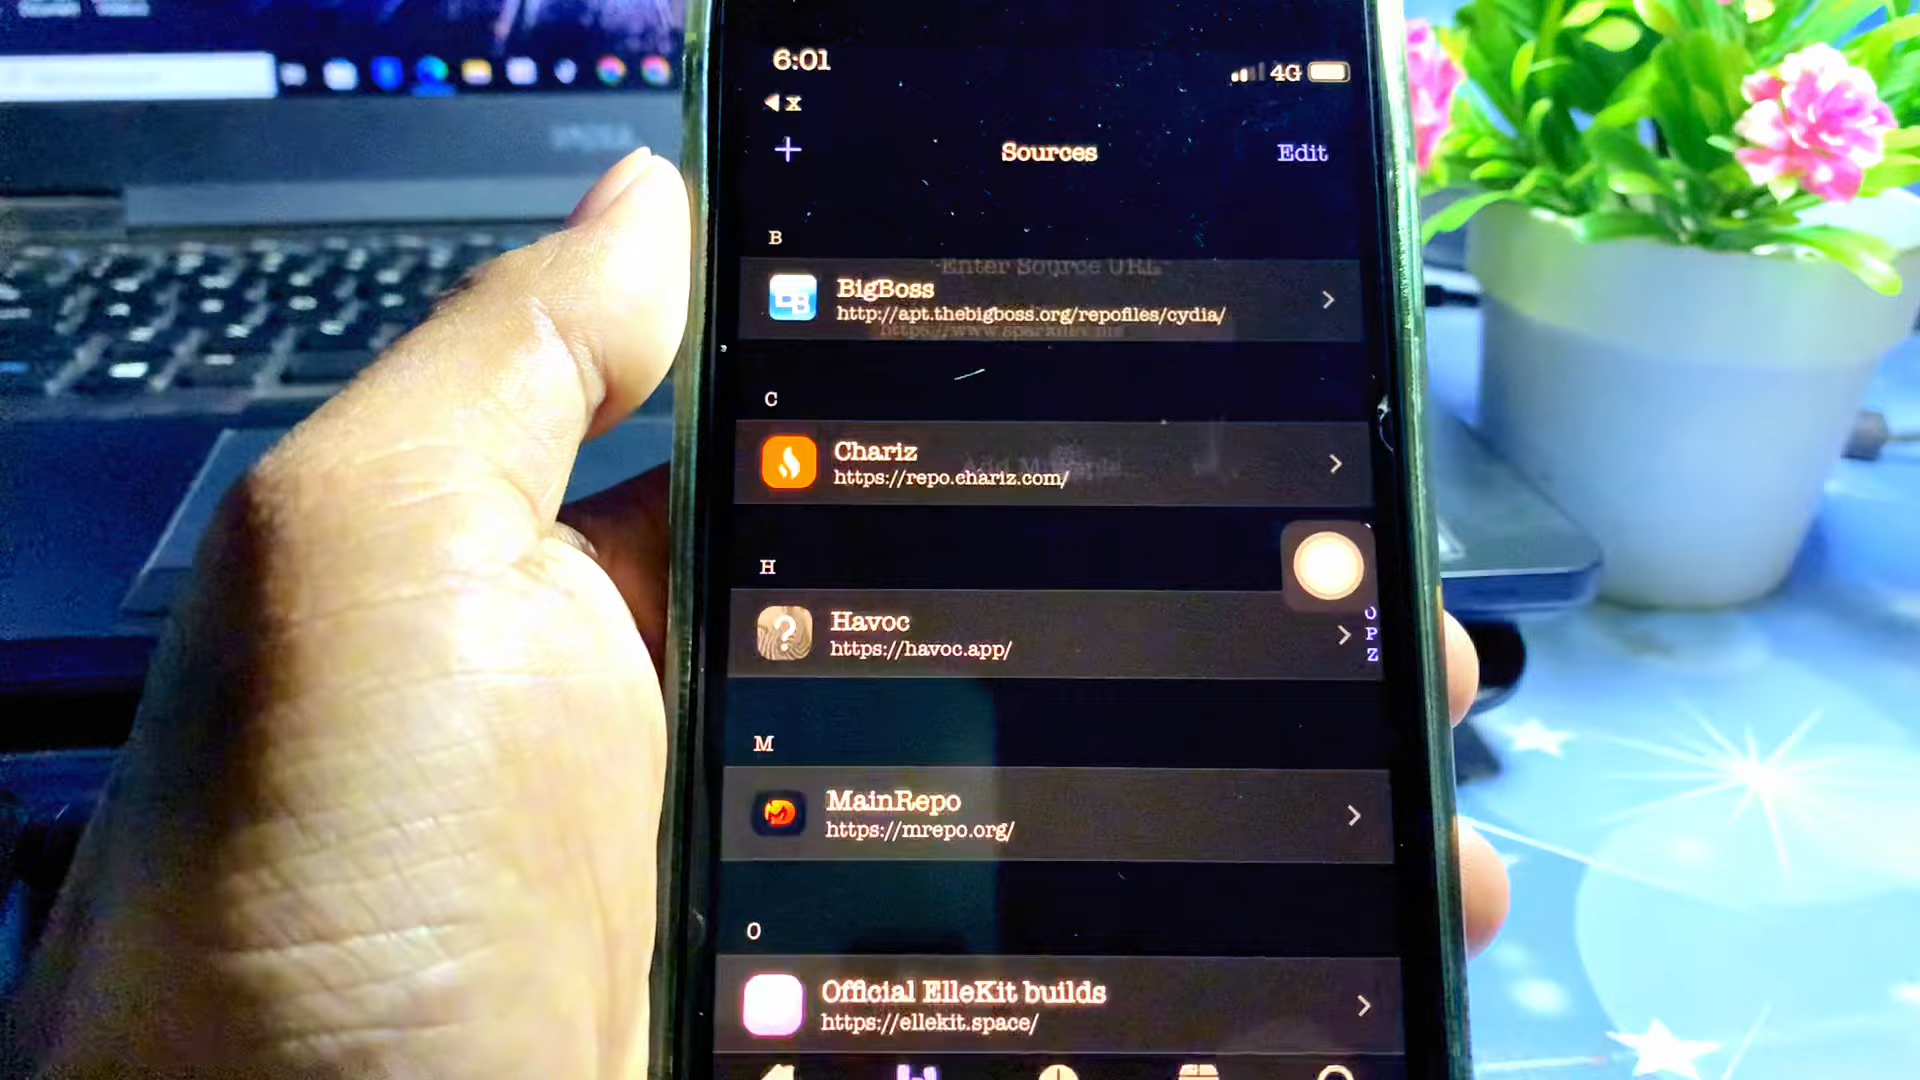 6:01
4G
X
Sources
Edit
B
Enter Source URL
BigBoss
http://apt.thebigboss.org/repofiles/cydia/
C
Chariz
https://repo.chariz.com/
H
Havoc
https://havoc.app/
O
P
Z
M
MainRepo
https://mrepo.org/
O
Official ElleKit builds
https://ellekit.space/